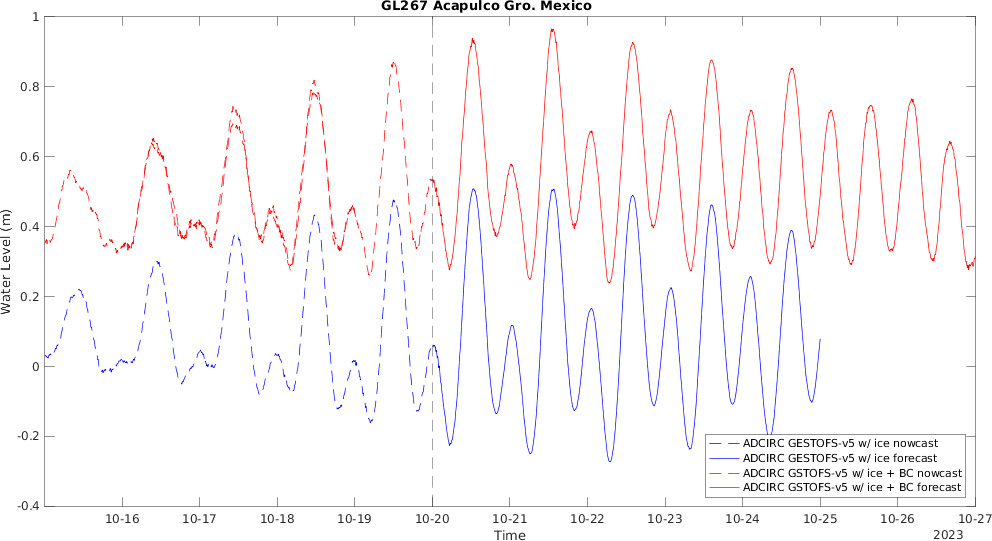 GL267 Acapulco Gro. Mexico
1
0.8
0.6
0.4
0.2
0
-0.2
-0.4
Water Level (m)
10-16 10-17 10-18 10-19 10-20 10-21 10-22 10-23 10-24 10-25 10-26 10-27
Time
2023
ADCIRC GESTOFS-v5 w/ ice nowcast
ADCIRC GESTOFS-v5 w/ ice forecast
ADCIRC GSTOFS-v5 w/ ice + BC nowcast
ADCIRC GSTOFS-v5 w/ ice + BC forecast